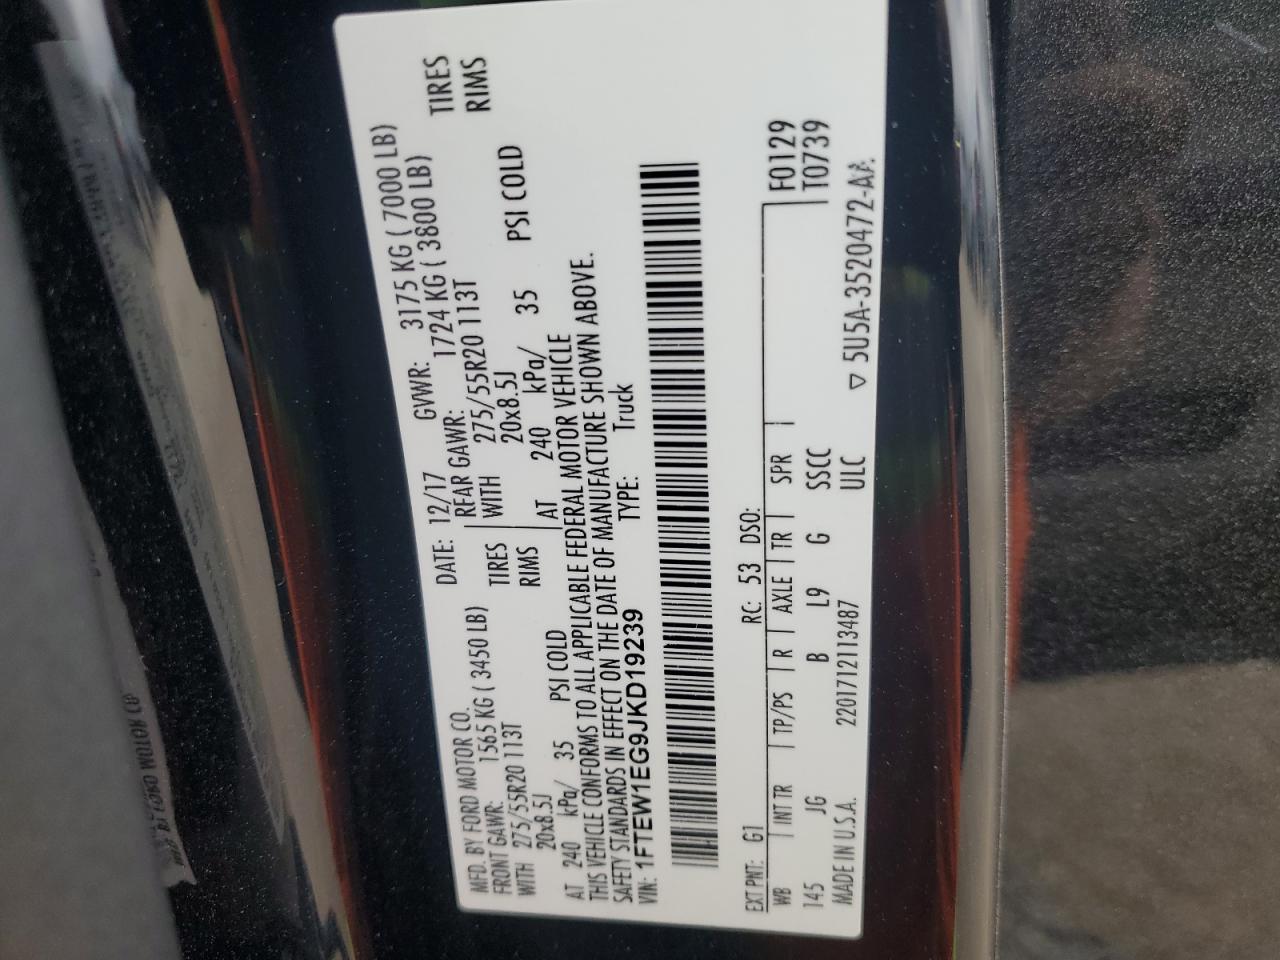 MFD. BY FORD MOTOR CO. DATE: 12/17 GVWR: 3175 KG ( 7000 LB)
FRONT GAWR: 1565 KG ( 3450 LB) REAR GAWR: 1724 KG ( 3800 LB)
WITH 275/55R20 113T TIRES WITH 275/55R20 113T TIRES
20x8.5J RIMS 20x8.5J RIMS
AT 240 kPa/ 35 PSI COLD AT 240 kPa/ 35 PSI COLD
THIS VEHICLE CONFORMS TO ALL APPLICABLE FEDERAL MOTOR VEHICLE
SAFETY STANDARDS IN EFFECT ON THE DATE OF MANUFACTURE SHOWN ABOVE.
VIN: 1FTEW1EG9JKD19239 TYPE: Truck
EXT PNT: G1 RC: 53 DSO: F0129
WB INT TR TP/PS R AXLE TR SPR T0739
145 JG B L9 G SSCC
MADE IN U.S.A. 220171211​3487 ULC ▽ 5U5A-3520472-A